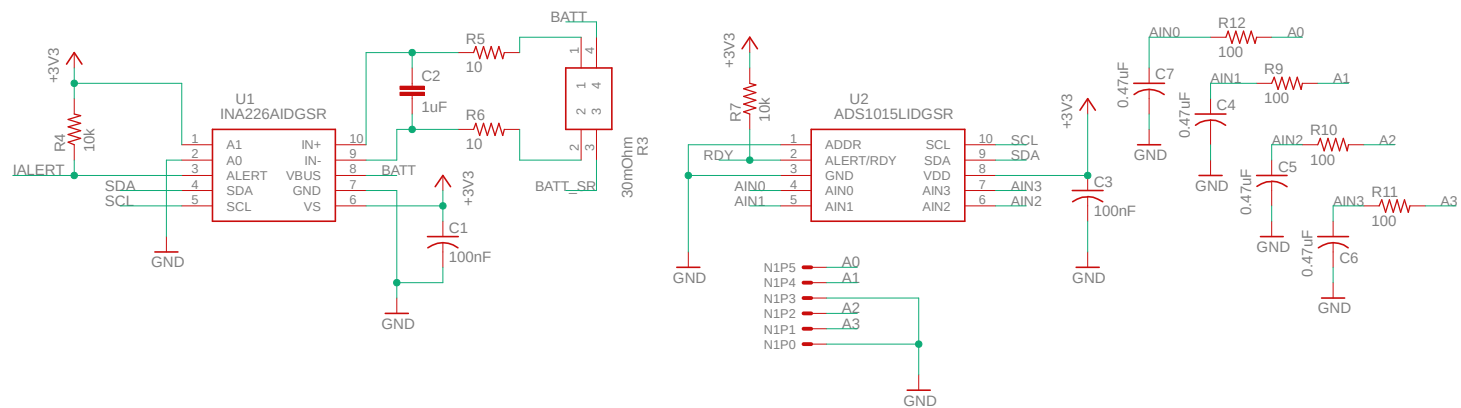 +3V3
R4
10k
IALERT
SDA
SCL
GND
U1
INA226AIDGSR
1 A1 IN+ 10
2 A0 IN- 9
3 ALERT VBUS 8
4 SDA GND 7
5 SCL VS 6
BATT
+3V3
C1
100nF
GND
C2
1uF
R5
10
R6
10
BATT
1 4
1 4
2 3
2 3
BATT_SR
30mOhm
R3
+3V3
R7
10k
RDY
AIN0
AIN1
GND
U2
ADS1015LIDGSR
1 ADDR SCL 10
2 ALERT/RDY SDA 9
3 GND VDD 8
4 AIN0 AIN3 7
5 AIN1 AIN2 6
SCL
SDA
AIN3
AIN2
+3V3
C3
100nF
GND
N1P5 A0
N1P4 A1
N1P3
N1P2 A2
N1P1 A3
N1P0
GND
AIN0 R12 A0
100
0.47uF C7
GND
AIN1 R9 A1
100
0.47uF C4
GND
AIN2 R10 A2
100
0.47uF C5
GND
AIN3 R11 A3
100
0.47uF C6
GND